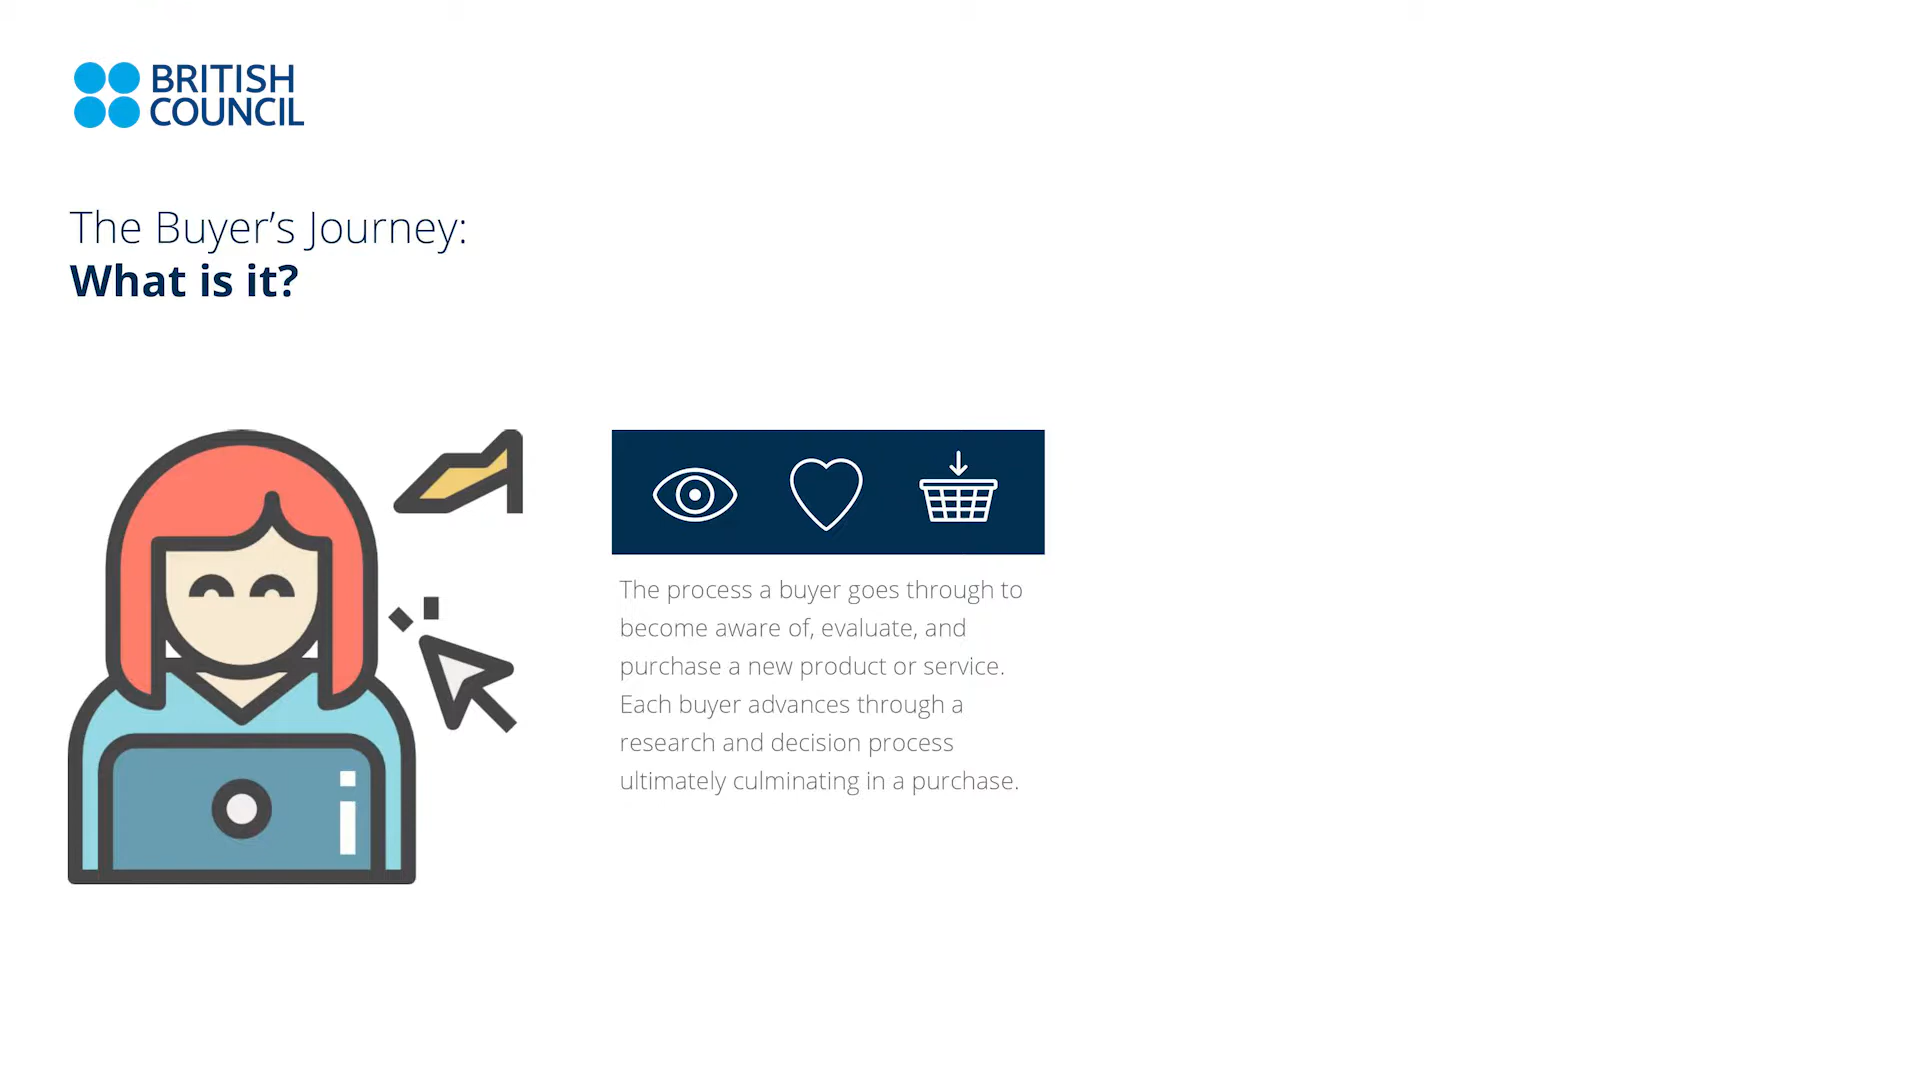 BRITISH
COUNCIL
The Buyer’s Journey:
What is it?
The process a buyer goes through to
become aware of, evaluate, and
purchase a new product or service.
Each buyer advances through a
research and decision process
ultimately culminating in a purchase.